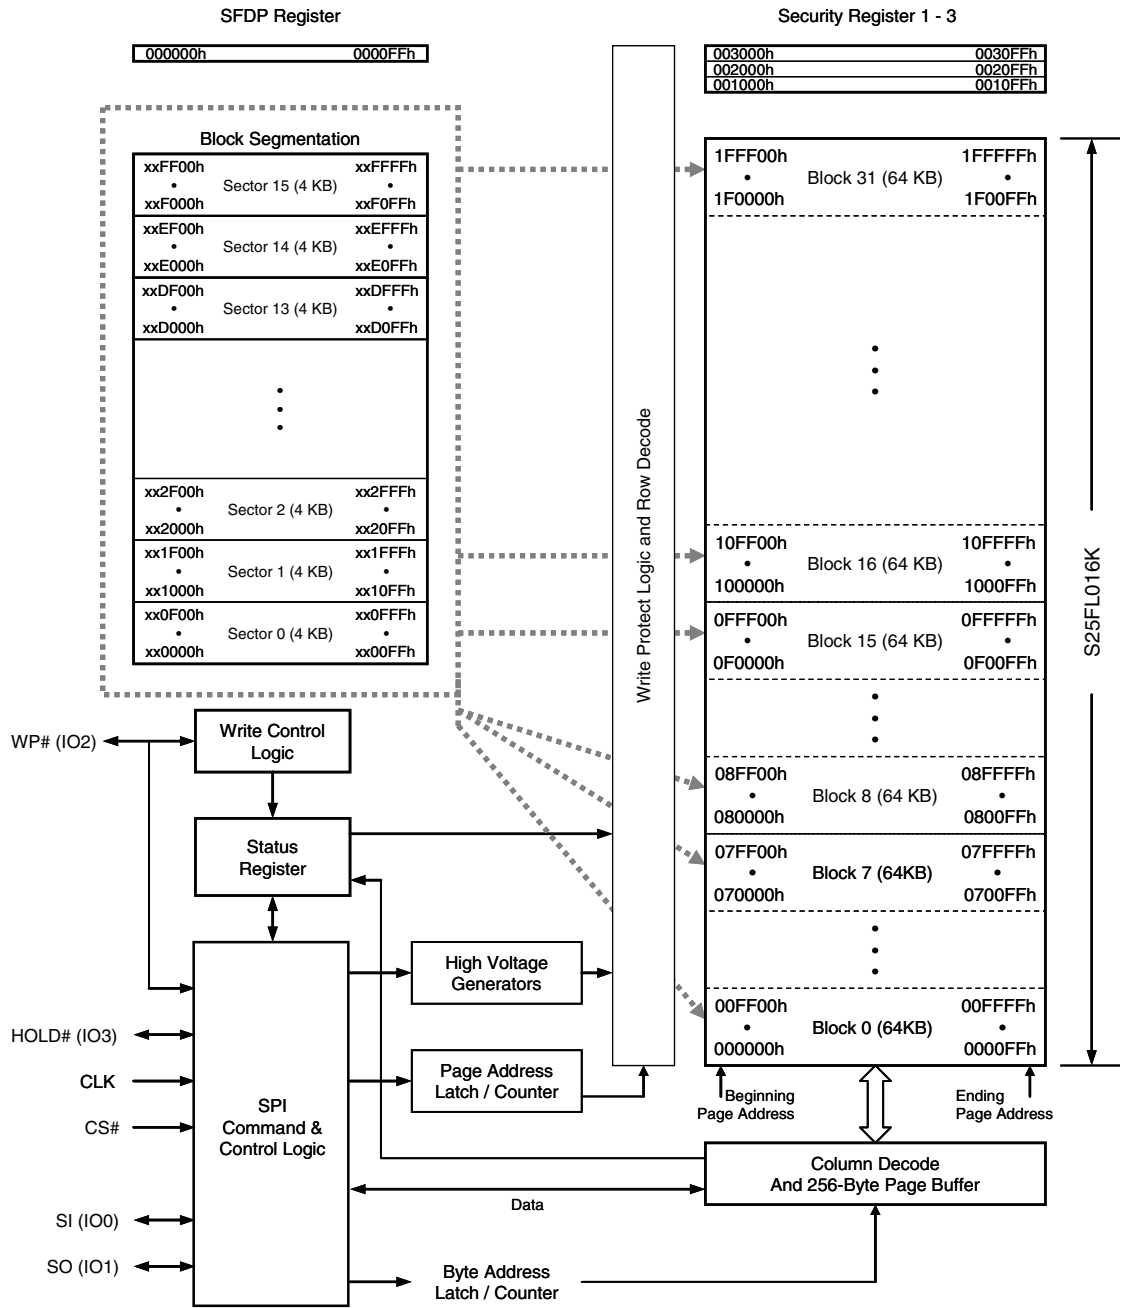 SFDP Register
000000h 0000FFh
Security Register 1 - 3
003000h 0030FFh
002000h 0020FFh
001000h 0010FFh
Block Segmentation
xxFF00h xxFFFFh
Sector 15 (4 KB)
xxF000h xxF0FFh
xxEF00h xxEFFFh
Sector 14 (4 KB)
xxE000h xxE0FFh
xxDF00h xxDFFFh
Sector 13 (4 KB)
xxD000h xxD0FFh
xx2F00h xx2FFFh
Sector 2 (4 KB)
xx2000h xx20FFh
xx1F00h xx1FFFh
Sector 1 (4 KB)
xx1000h xx10FFh
xx0F00h xx0FFFh
Sector 0 (4 KB)
xx0000h xx00FFh
Write Protect Logic and Row Decode
1FFF00h 1FFFFFh
Block 31 (64 KB)
1F0000h 1F00FFh
10FF00h 10FFFFh
Block 16 (64 KB)
100000h 1000FFh
0FFF00h 0FFFFFh
Block 15 (64 KB)
0F0000h 0F00FFh
08FF00h 08FFFFh
Block 8 (64 KB)
080000h 0800FFh
07FF00h 07FFFFh
Block 7 (64KB)
070000h 0700FFh
00FF00h 00FFFFh
Block 0 (64KB)
000000h 0000FFh
S25FL016K
Beginning
Page Address
Ending
Page Address
WP# (IO2)
Write Control
Logic
Status
Register
High Voltage
Generators
HOLD# (IO3)
CLK
CS#
SI (IO0)
SO (IO1)
SPI
Command &
Control Logic
Page Address
Latch / Counter
Column Decode
And 256-Byte Page Buffer
Data
Byte Address
Latch / Counter